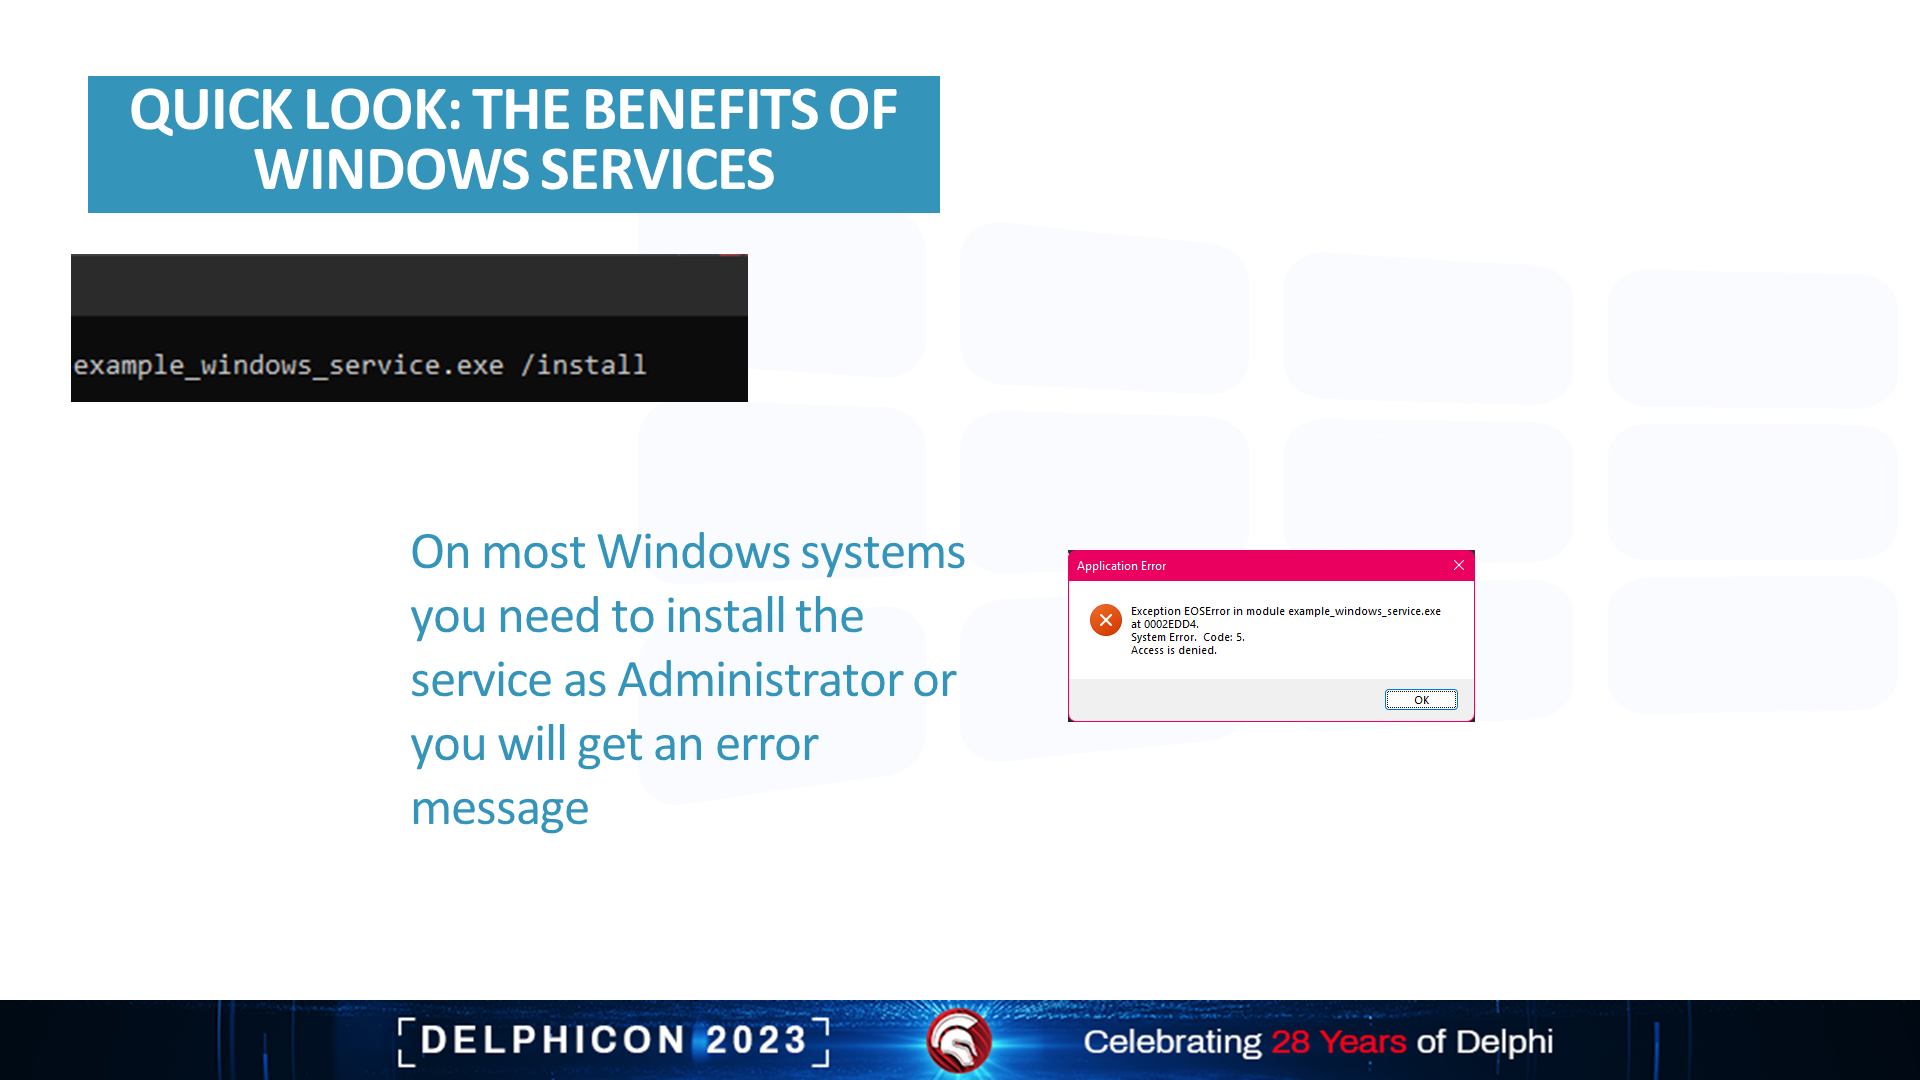 QUICK LOOK: THE BENEFITS OF
WINDOWS SERVICES
example_windows_service.exe /install
On most Windows systems
you need to install the
service as Administrator or
you will get an error
message
Application Error
Exception EOSError in module example_windows_service.exe
at 0002EDD4.
System Error.  Code: 5.
Access is denied.
OK
DELPHICON 2023
Celebrating 28 Years of Delphi